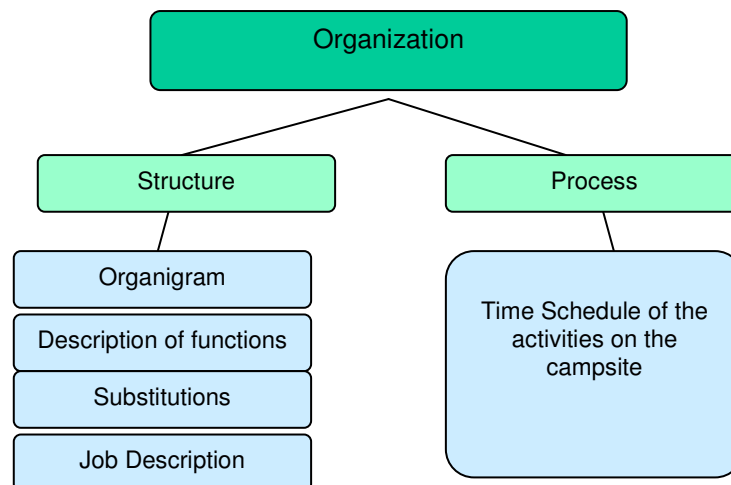 Organization
Structure
Process
Organigram
Description of functions
Substitutions
Job Description
Time Schedule of the
activities on the
campsite